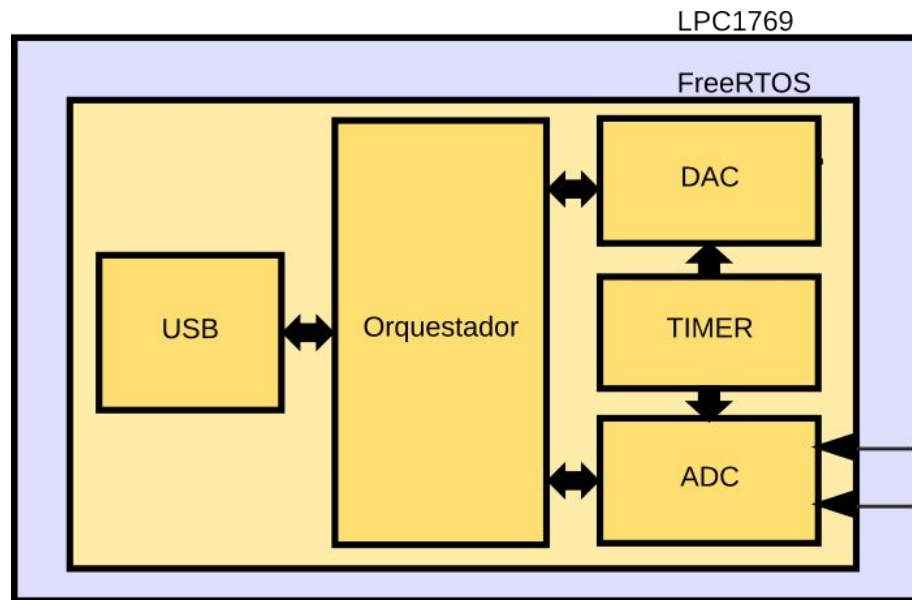 LPC1769
FreeRTOS
DAC
USB
Orquestador
TIMER
ADC